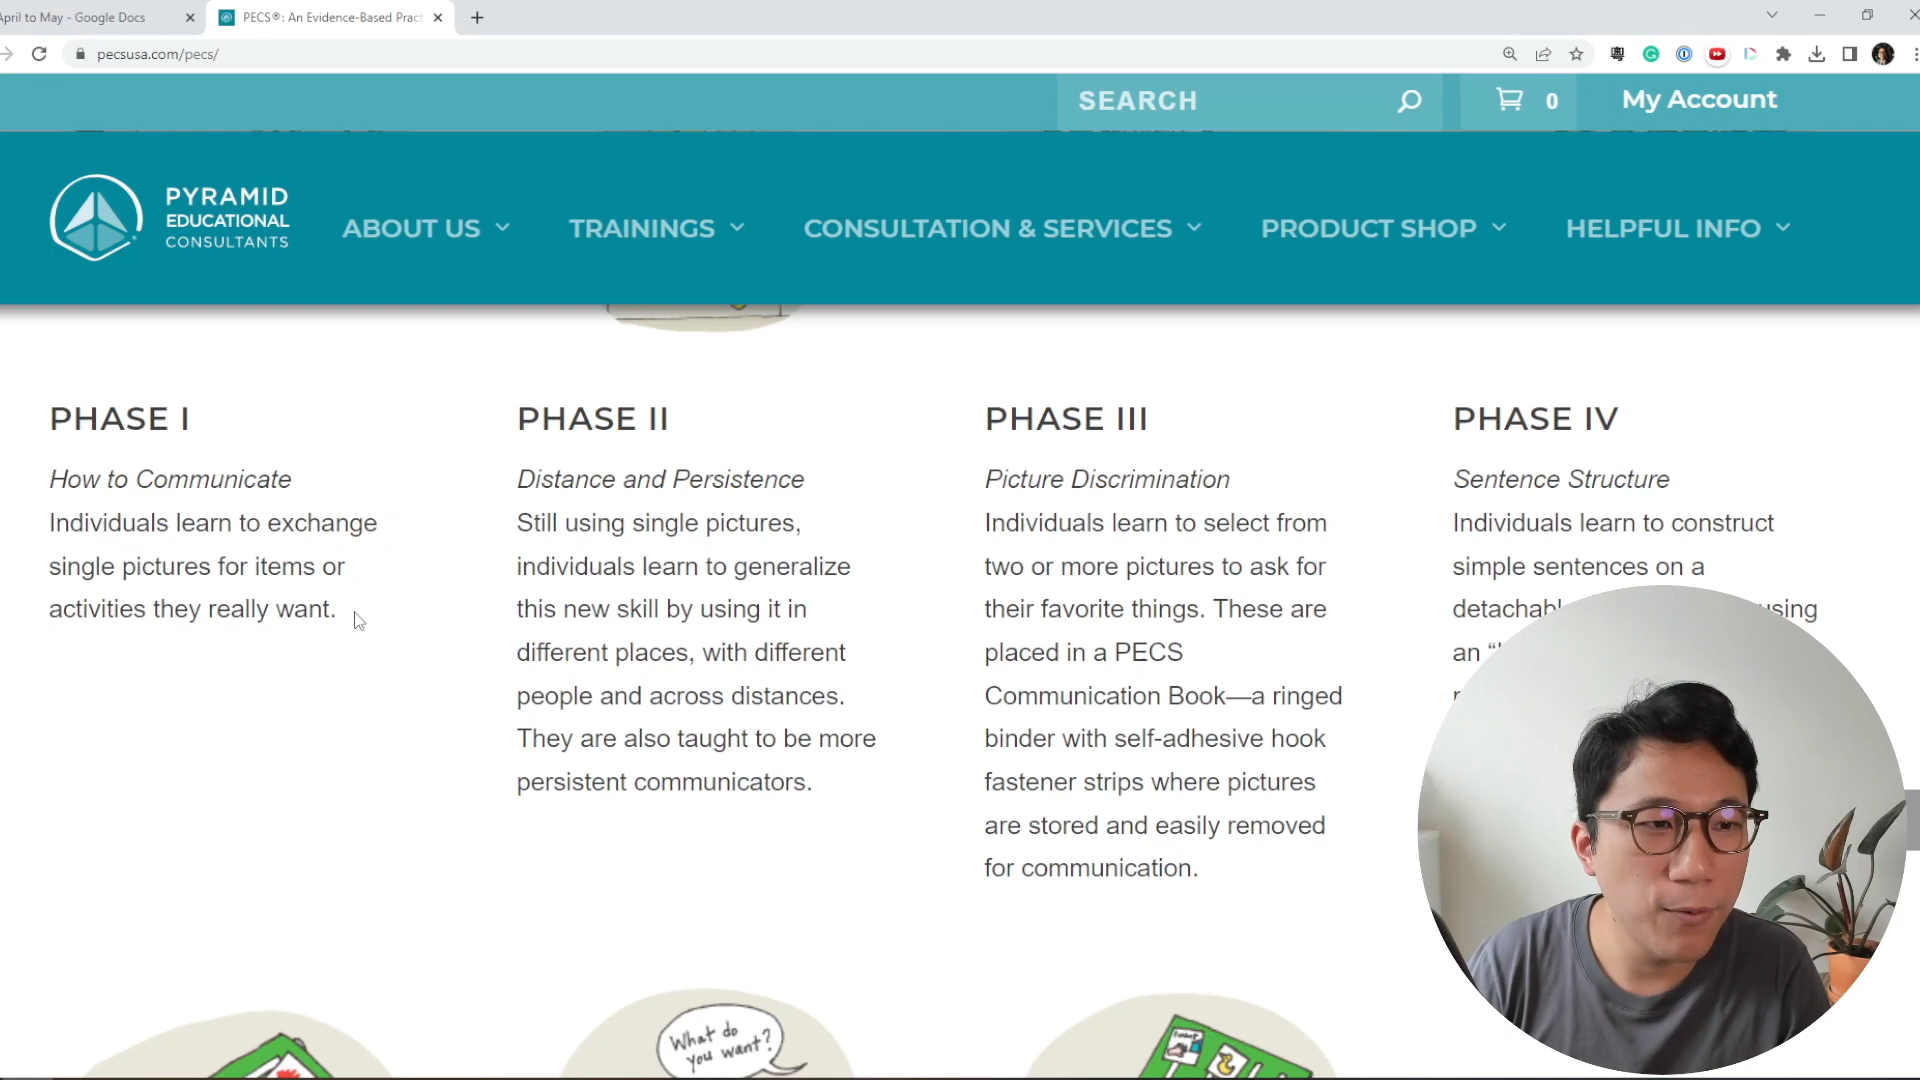 April to May - Google Docs
PECS®: An Evidence-Based Pract
pecsusa.com/pecs/
SEARCH
0
My Account
PYRAMID
EDUCATIONAL
CONSULTANTS
ABOUT US
TRAININGS
CONSULTATION & SERVICES
PRODUCT SHOP
HELPFUL INFO
PHASE I
How to Communicate
Individuals learn to exchange
single pictures for items or
activities they really want.
PHASE II
Distance and Persistence
Still using single pictures,
individuals learn to generalize
this new skill by using it in
different places, with different
people and across distances.
They are also taught to be more
persistent communicators.
PHASE III
Picture Discrimination
Individuals learn to select from
two or more pictures to ask for
their favorite things. These are
placed in a PECS
Communication Book—a ringed
binder with self-adhesive hook
fastener strips where pictures
are stored and easily removed
for communication.
PHASE IV
Sentence Structure
Individuals learn to construct
simple sentences on a
using
an
What do
you want?